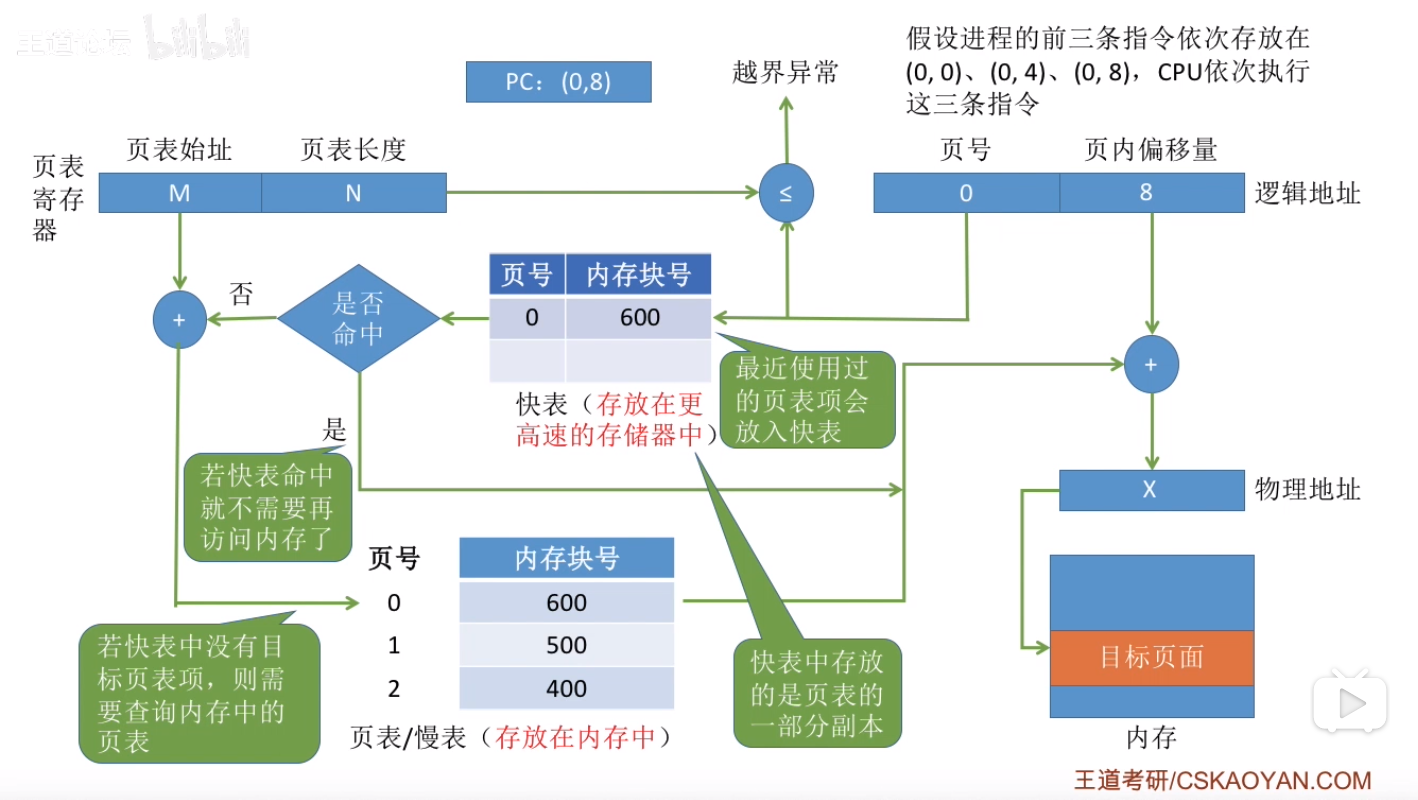 王道论坛 bilibili
假设进程的前三条指令依次存放在
(0, 0)、(0, 4)、(0, 8)，CPU依次执行
这三条指令
PC：(0,8)
越界异常
页表
寄存
器
页表始址
页表长度
M
N
≤
页号
页内偏移量
0
8
逻辑地址
+
否
是否
命中
页号
内存块号
0
600
最近使用过
的页表项会
放入快表
快表（存放在更
高速的存储器中）
+
是
若快表命中
就不需要再
访问内存了
X
物理地址
页号
内存块号
0
600
1
500
2
400
页表/慢表（存放在内存中）
若快表中没有目
标页表项，则需
要查询内存中的
页表
快表中存放
的是页表的
一部分副本
目标页面
内存
王道考研/CSKAOYAN.COM